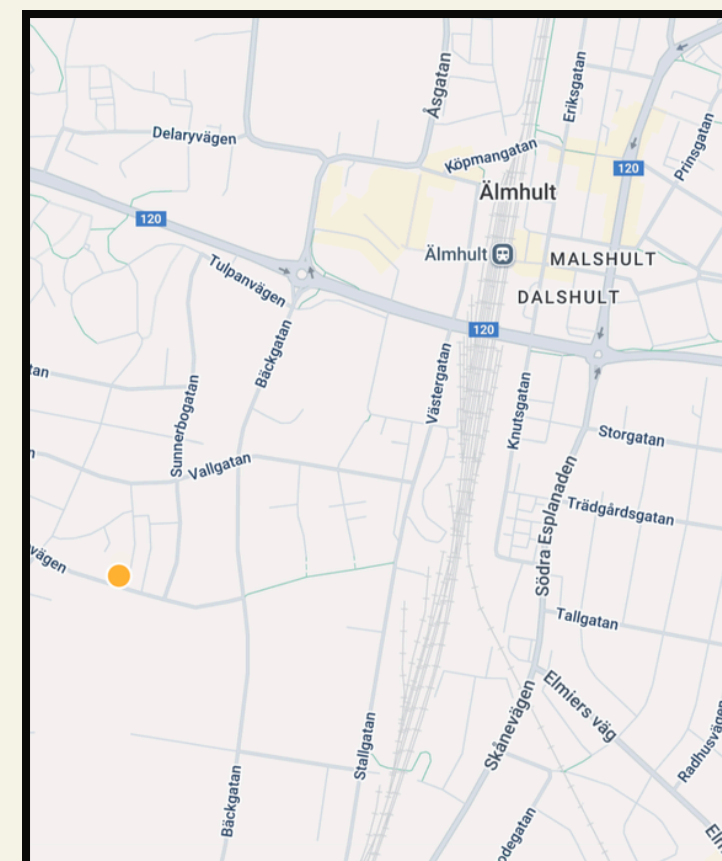 Åsgatan
Eriksgatan
Delaryvägen
Köpmangatan
Prinsgatan
120
Älmhult
120
Älmhult
MALSHULT
Tulpanvägen
DALSHULT
120
Bäckgatan
Västergatan
Knutsgatan
Sunnerbogatan
Storgatan
Vallgatan
Trädgårdsgatan
Södra Esplanaden
Tallgatan
Elmiers väg
Skånevägen
Radhusvägen
Stallgatan
Bäckgatan